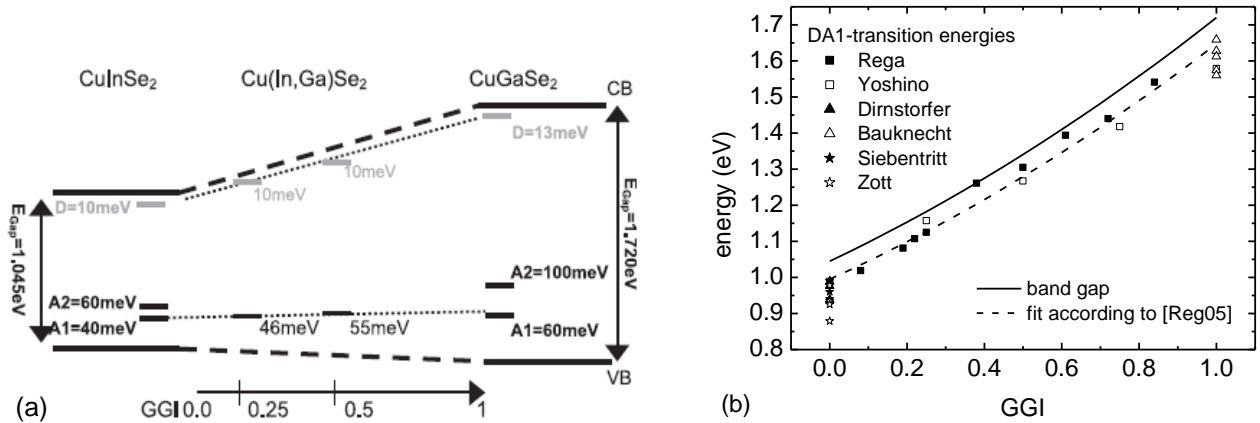 CuInSe2
Cu(In,Ga)Se2
CuGaSe2
CB
D=13meV
10meV
10meV
D=10meV
EGap=1.045eV
EGap=1.720eV
A2=100meV
A2=60meV
A1=40meV
46meV
55meV
A1=60meV
VB
(a)
GGI 0.0
0.25
0.5
1
1.7
1.6
1.5
1.4
1.3
1.2
1.1
1.0
0.9
0.8
energy (eV)
DA1-transition energies
Rega
Yoshino
Dirnstorfer
Bauknecht
Siebentritt
Zott
band gap
fit according to [Reg05]
0.0 0.2 0.4 0.6 0.8 1.0
(b)
GGI